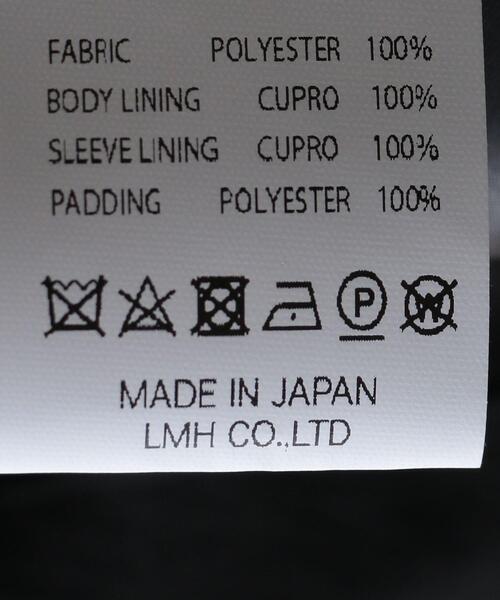 FABRIC POLYESTER 100%
BODY LINING CUPRO 100%
SLEEVE LINING CUPRO 100%
PADDING POLYESTER 100%
P W
MADE IN JAPAN
LMH CO.,LTD